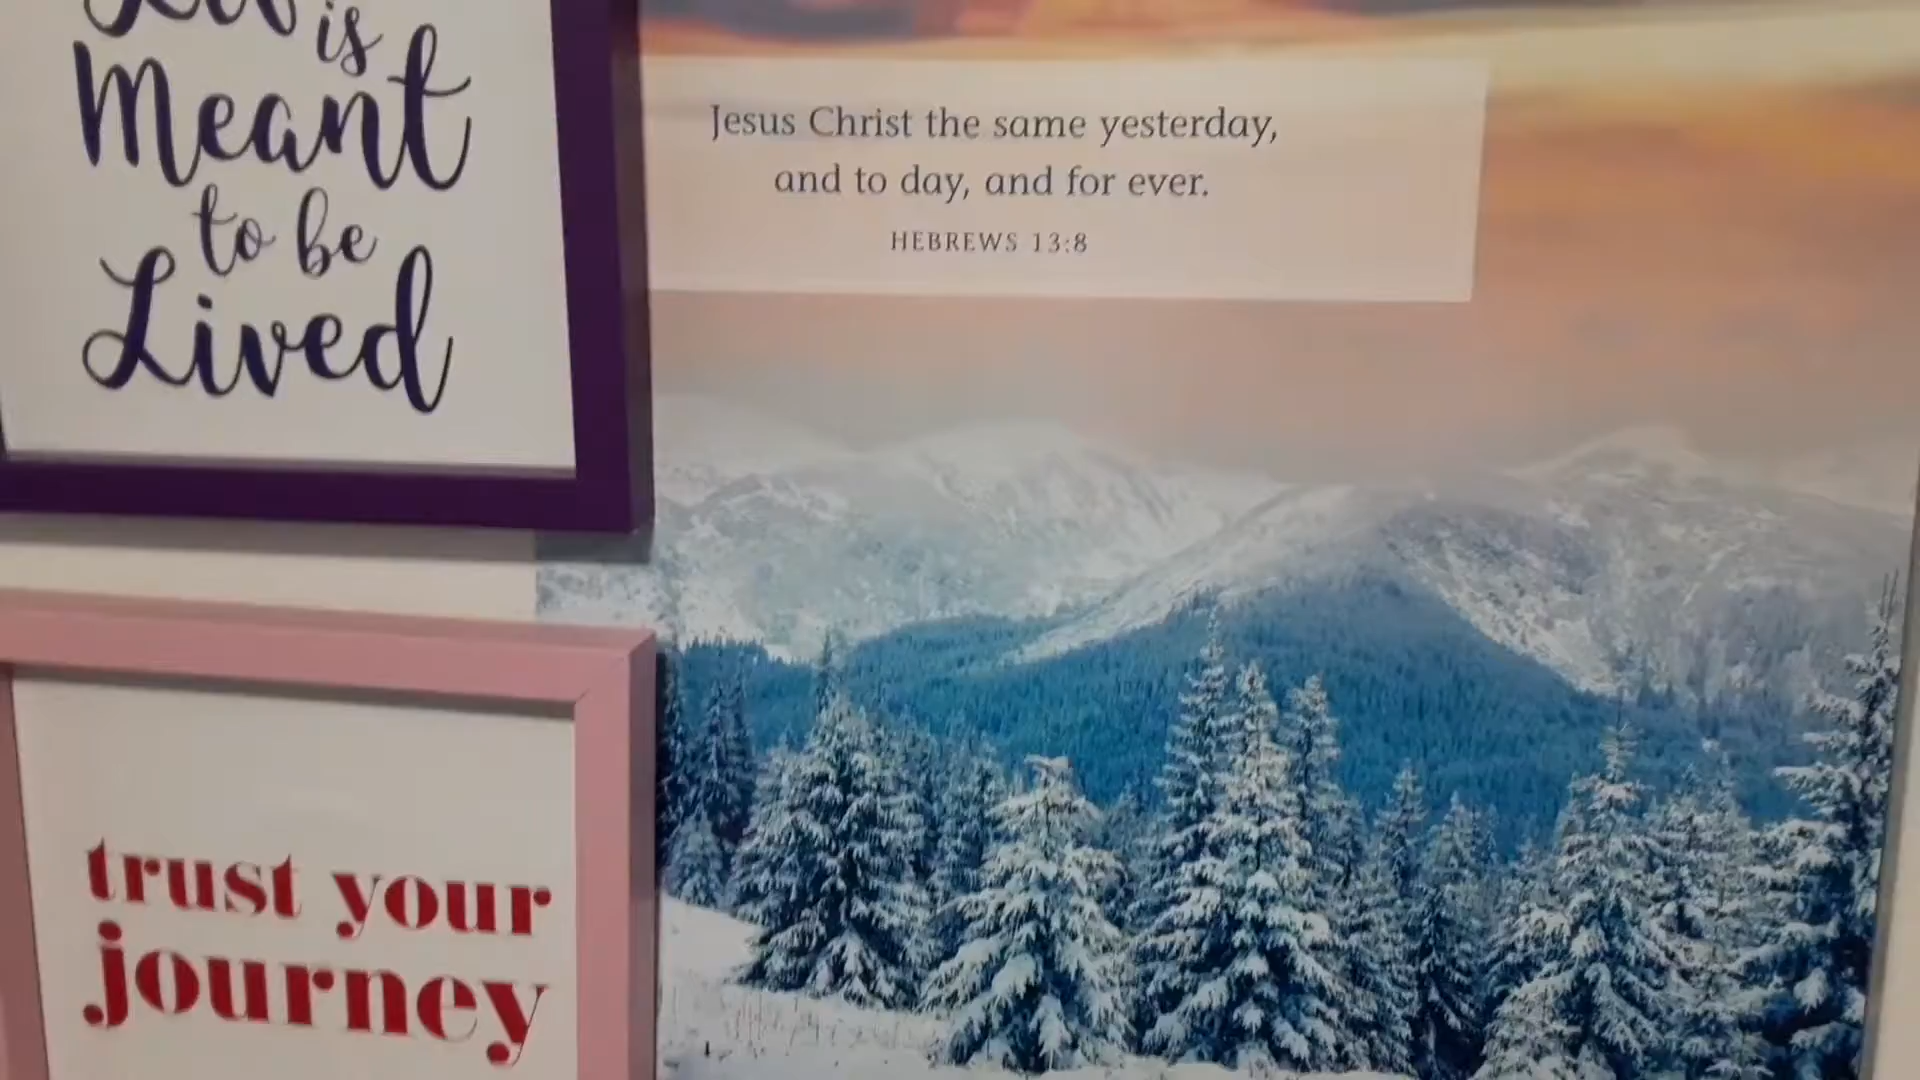 is
Meant
to be
Lived
Jesus Christ the same yesterday,
and to day, and for ever.
HEBREWS 13:8
trust your
journey